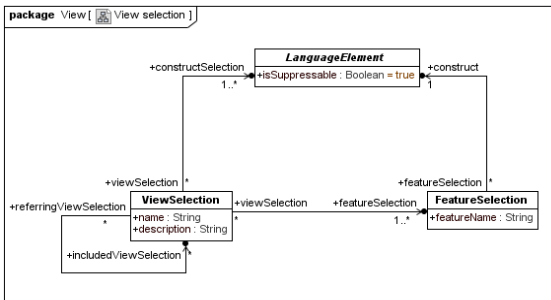 package View [ View selection ]
LanguageElement
+isSuppressable : Boolean = true
+constructSelection
1..*
+construct
1
+viewSelection
*
+featureSelection
*
+referringViewSelection
*
ViewSelection
+name : String
+description : String
+viewSelection
*
+featureSelection
1..*
FeatureSelection
+featureName : String
+includedViewSelection
*